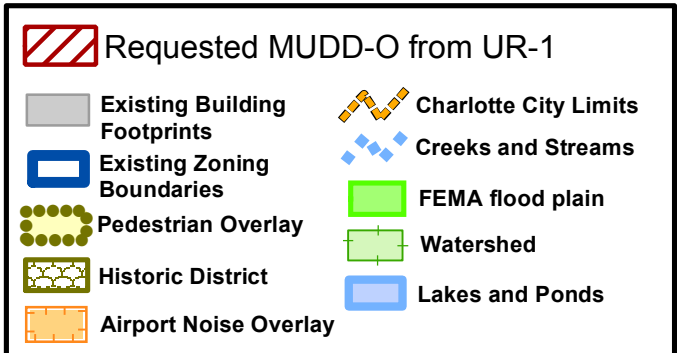 Requested MUDD-O from UR-1
Existing Building
Footprints
Existing Zoning
Boundaries
Pedestrian Overlay
Historic District
Airport Noise Overlay
Charlotte City Limits
Creeks and Streams
FEMA flood plain
Watershed
Lakes and Ponds